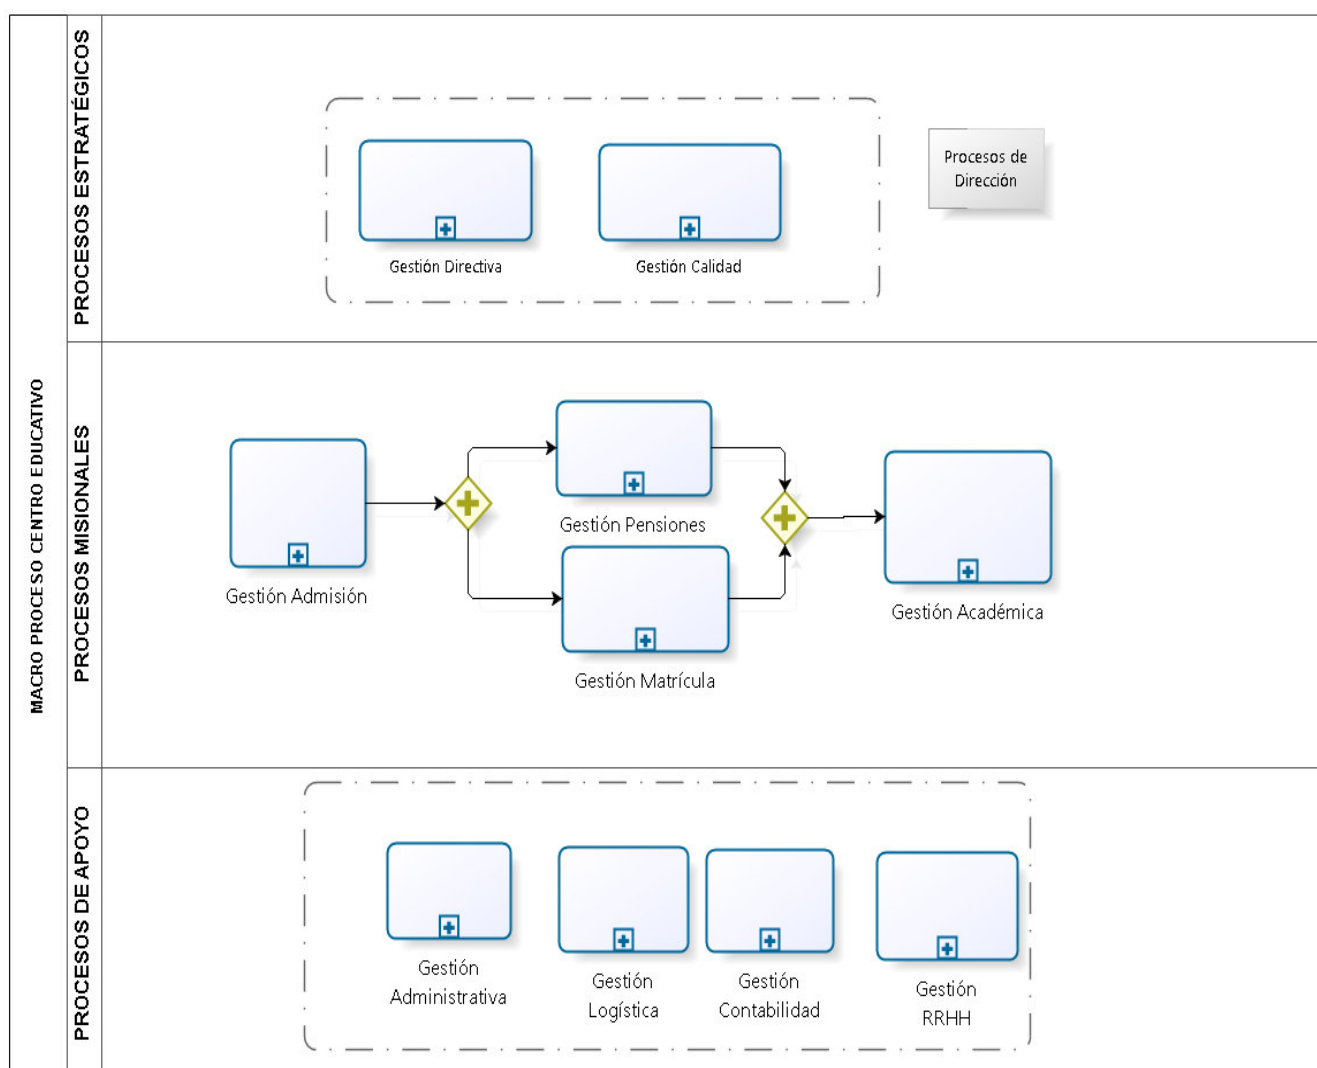 MACRO PROCESO CENTRO EDUCATIVO
PROCESOS ESTRATÉGICOS
Gestión Directiva
Gestión Calidad
Procesos de
Dirección
PROCESOS MISIONALES
Gestión Admisión
Gestión Pensiones
Gestión Matrícula
Gestión Académica
PROCESOS DE APOYO
Gestión
Administrativa
Gestión
Logística
Gestión
Contabilidad
Gestión
RRHH